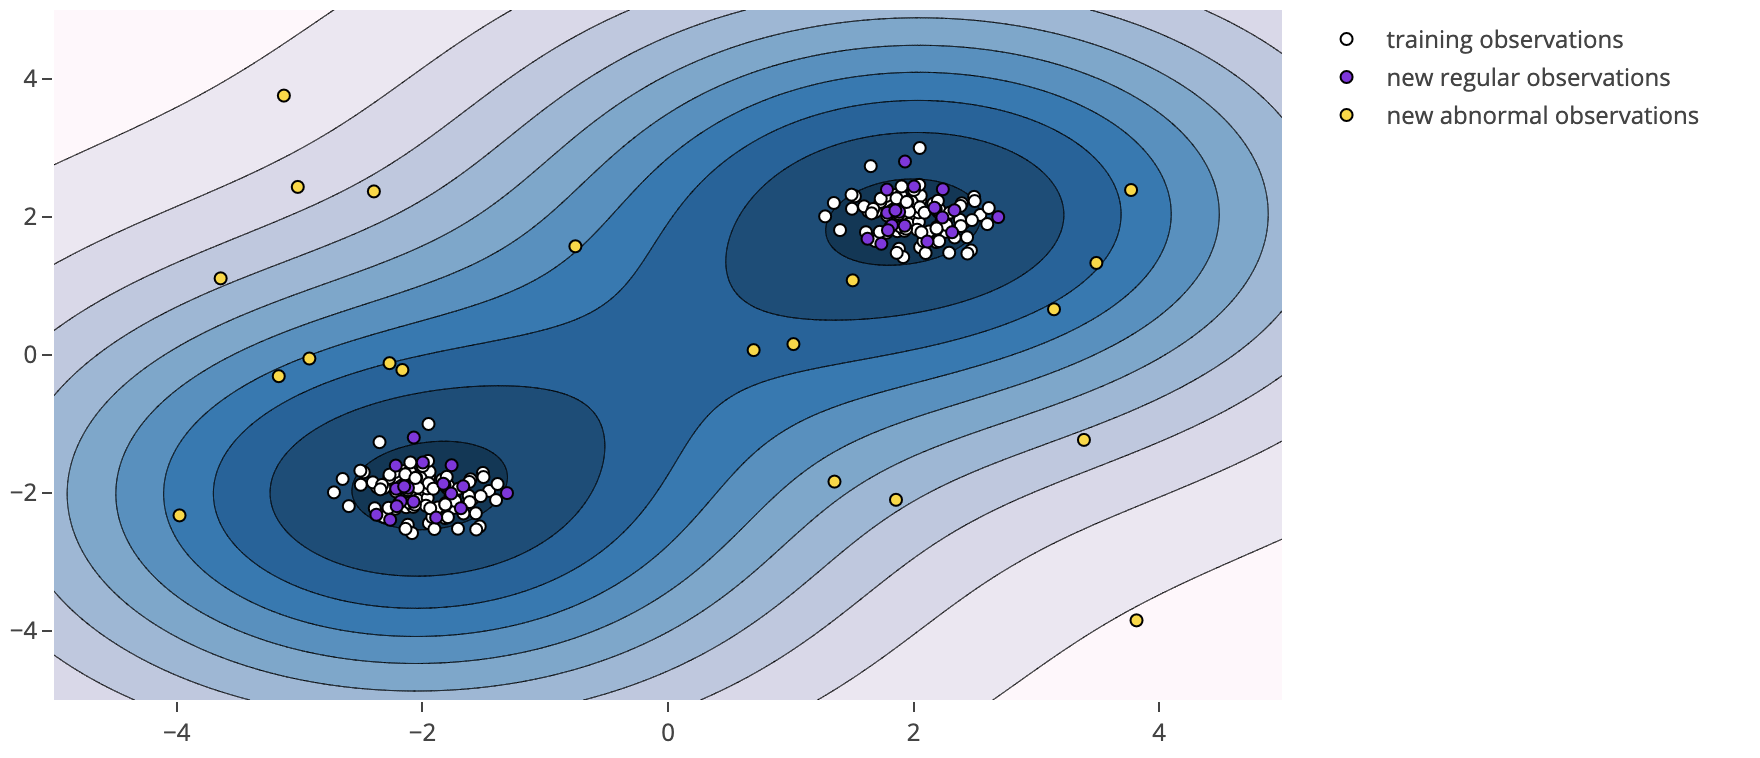 training observations
new regular observations
new abnormal observations
4
2
0
−2
−4
−4 −2 0 2 4